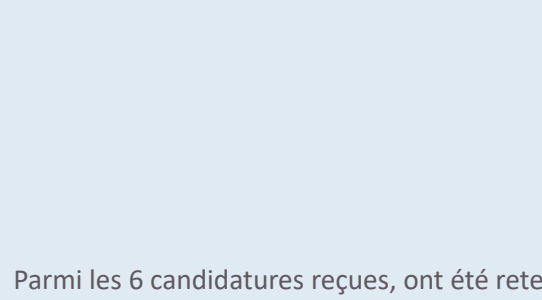 Parmi les 6 candidatures reçues, ont été rete